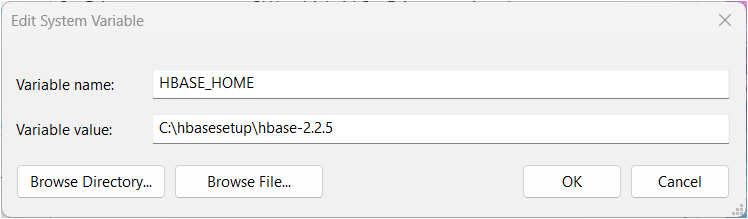 Edit System Variable
Variable name: HBASE_HOME
Variable value: C:\hbasesetup\hbase-2.2.5
Browse Directory... Browse File... OK Cancel